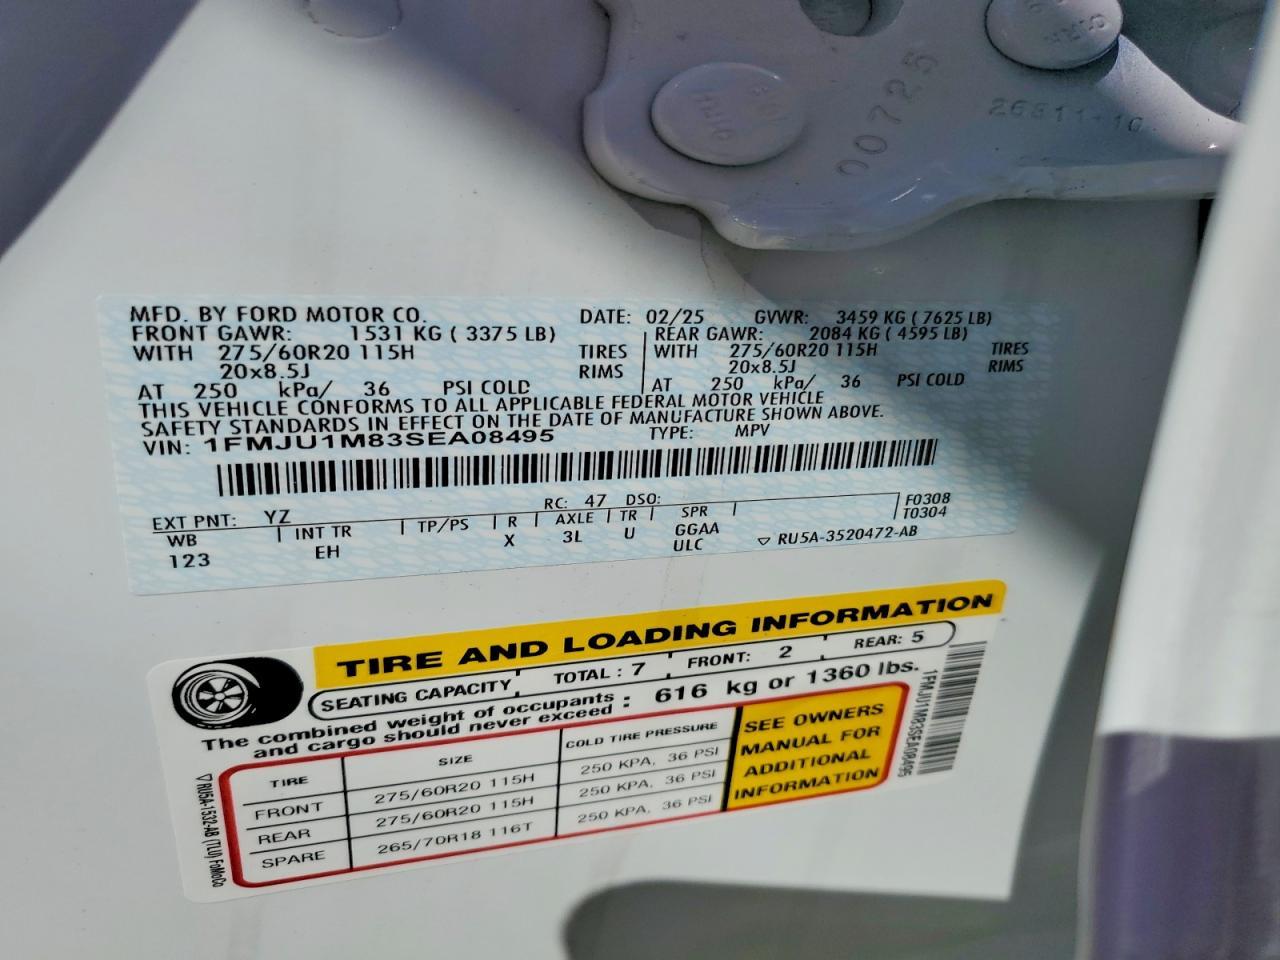 00725
MFD. BY FORD MOTOR CO. DATE: 02/25 GVWR: 3459 KG ( 7625 LB)
FRONT GAWR: 1531 KG ( 3375 LB) REAR GAWR: 2084 KG ( 4595 LB)
WITH 275/60R20 115H TIRES WITH 275/60R20 115H TIRES
20x8.5J RIMS 20x8.5J RIMS
AT 250 kPa/ 36 PSI COLD AT 250 kPa/ 36 PSI COLD
THIS VEHICLE CONFORMS TO ALL APPLICABLE FEDERAL MOTOR VEHICLE
SAFETY STANDARDS IN EFFECT ON THE DATE OF MANUFACTURE SHOWN ABOVE.
VIN: 1FMJU1M83SEA08495 TYPE: MPV
EXT PNT: YZ RC: 47 DSO: F0308
WB INT TR TP/PS R AXLE TR SPR T0304
123 EH X 3L U GGAA
ULC ▽ RU5A-3520472-AB
TIRE AND LOADING INFORMATION
SEATING CAPACITY TOTAL : 7 FRONT: 2 REAR: 5
The combined weight of occupants
and cargo should never exceed : 616 kg or 1360 lbs.
TIRE SIZE COLD TIRE PRESSURE
FRONT 275/60R20 115H 250 KPA, 36 PSI
REAR 275/60R20 115H 250 KPA, 36 PSI
SPARE 265/70R18 116T 250 KPA, 36 PSI
SEE OWNERS
MANUAL FOR
ADDITIONAL
INFORMATION
1FMJU1M83SEA08495
▽RU5A-1532-AB (TLU) FoMoCo